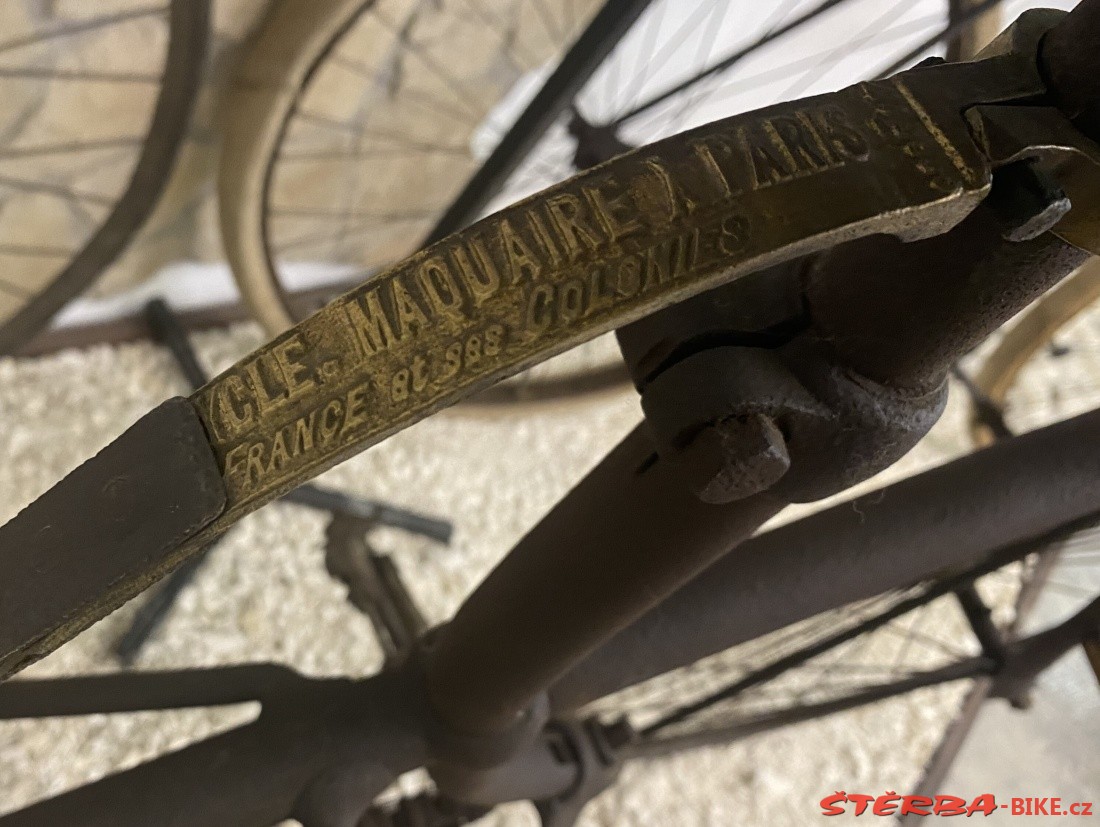 CLE. MAQUAIRE A PARIS
FRANCE et ses COLONIES
ŠTĚRBA-BIKE.cz